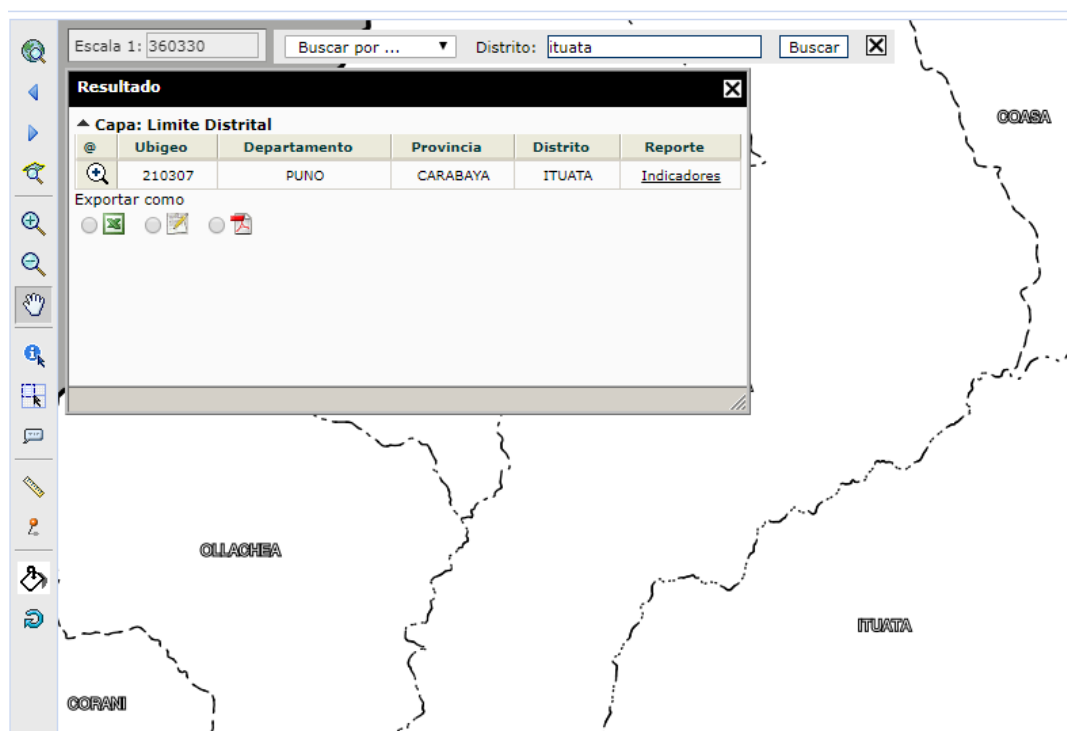 Escala 1: 360330 Buscar por ... Distrito: ituata Buscar
Resultado
Capa: Limite Distrital
@ Ubigeo Departamento Provincia Distrito Reporte
210307 PUNO CARABAYA ITUATA Indicadores
Exportar como
COASA
OLLACHEA
ITUATA
CORANI